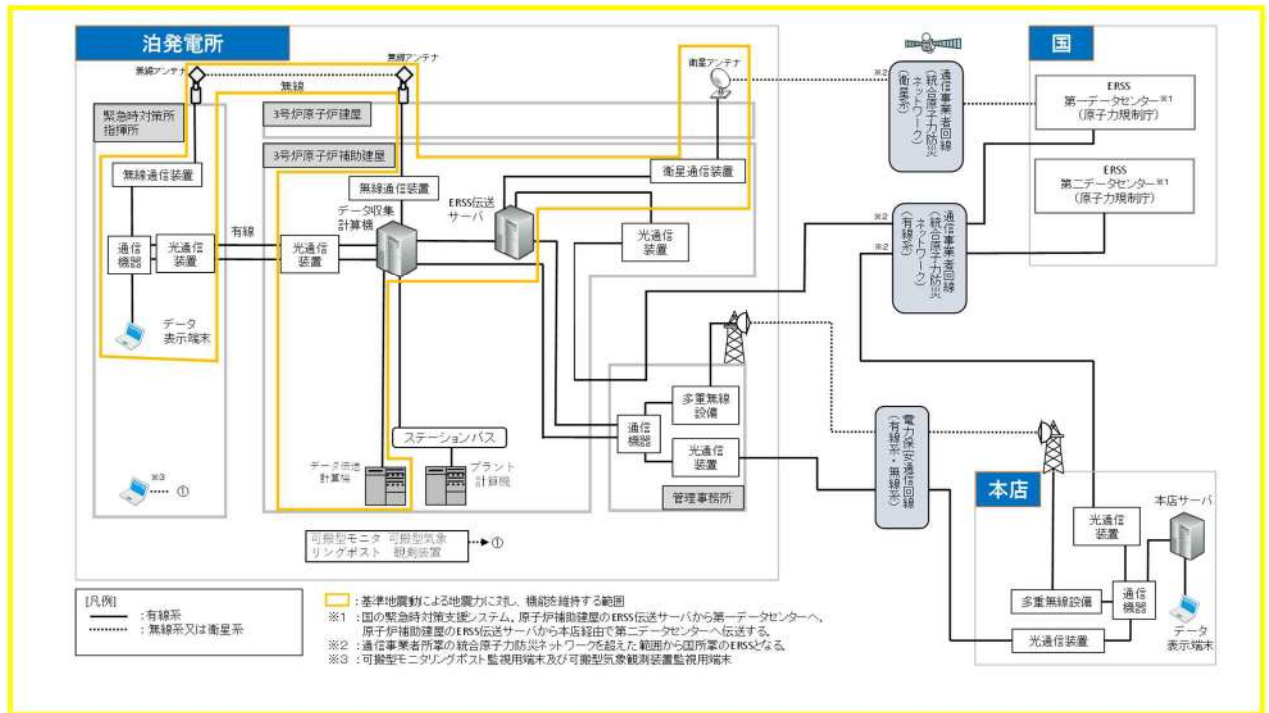 泊発電所
無線アンテナ
無線アンテナ
無線
衛星アンテナ
緊急時対策所
指揮所
3号炉原子炉建屋
3号炉原子炉補助建屋
無線通信装置
無線通信装置
データ収集
計算機
ERSS伝送
サーバ
衛星通信装置
有線
通信
機器
光通信
装置
光通信
装置
光通信
装置
データ
表示端末
ステーションバス
データ伝送
計算機
プラント
計算機
※3
①
可搬型モニタ
リングポスト
可搬型気象
観測装置
①
多重無線
設備
通信
機器
光通信
装置
管理事務所
※2
通信事業者回線
(統合原子力防災
ネットワーク)
(衛星系)
※2
※2
通信事業者回線
(統合原子力防災
ネットワーク)
(有線系)
電力保安通信回線
(有線系・無線系)
国
ERSS
第一データセンター※1
(原子力規制庁)
ERSS
第二データセンター※1
(原子力規制庁)
本店
本店サーバ
光通信
装置
多重無線設備
通信
機器
光通信装置
データ
表示端末
[凡例]
:有線系
:無線系又は衛星系
:基準地震動による地震力に対し、機能を維持する範囲
※1 :国の緊急時対策支援システム。原子炉補助建屋のERSS伝送サーバから第一データセンターへ、
原子炉補助建屋のERSS伝送サーバから本店経由で第二データセンターへ伝送する。
※2 :通信事業者所掌の統合原子力防災ネットワークを超えた範囲から国所掌のERSSとなる。
※3 :可搬型モニタリングポスト監視用端末及び可搬型気象観測装置監視用端末